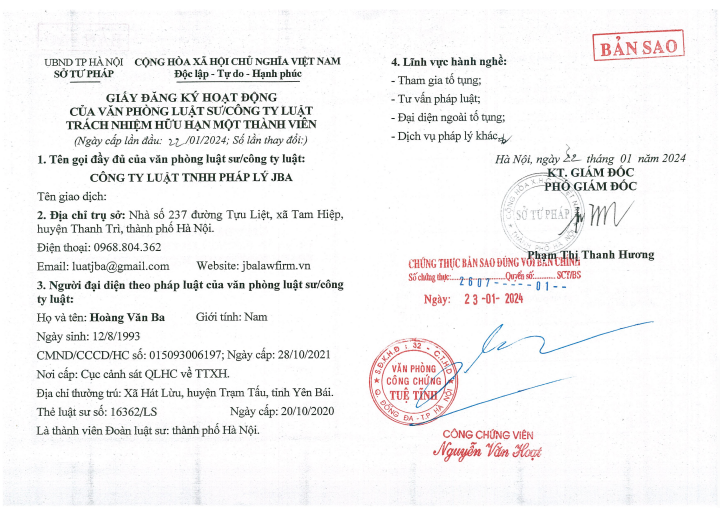 UBND TP HÀ NỘI
SỞ TƯ PHÁP
CỘNG HÒA XÃ HỘI CHỦ NGHĨA VIỆT NAM
Độc lập - Tự do - Hạnh phúc
GIẤY ĐĂNG KÝ HOẠT ĐỘNG
CỦA VĂN PHÒNG LUẬT SƯ/CÔNG TY LUẬT
TRÁCH NHIỆM HỮU HẠN MỘT THÀNH VIÊN
(Ngày cấp lần đầu: 22/01/2024; Số lần thay đổi:)
1. Tên gọi đầy đủ của văn phòng luật sư/công ty luật:
CÔNG TY LUẬT TNHH PHÁP LÝ JBA
Tên giao dịch:
2. Địa chỉ trụ sở: Nhà số 237 đường Tựu Liệt, xã Tam Hiệp,
huyện Thanh Trì, thành phố Hà Nội.
Điện thoại: 0968.804.362
Email: luatjba@gmail.com Website: jbalawfirm.vn
3. Người đại diện theo pháp luật của văn phòng luật sư/công
ty luật:
Họ và tên: Hoàng Văn Ba Giới tính: Nam
Ngày sinh: 12/8/1993
CMND/CCCD/HC số: 015093006197; Ngày cấp: 28/10/2021
Nơi cấp: Cục cảnh sát QLHC về TTXH.
Địa chỉ thường trú: Xã Hát Lừu, huyện Trạm Tấu, tỉnh Yên Bái.
Thẻ luật sư số: 16362/LS Ngày cấp: 20/10/2020
Là thành viên Đoàn luật sư: thành phố Hà Nội.
BẢN SAO
4. Lĩnh vực hành nghề:
- Tham gia tố tụng;
- Tư vấn pháp luật;
- Đại diện ngoài tố tụng;
- Dịch vụ pháp lý khác.
Hà Nội, ngày 22 tháng 01 năm 2024
KT. GIÁM ĐỐC
PHÓ GIÁM ĐỐC
SỞ TƯ PHÁP
Phạm Thị Thanh Hương
CHỨNG THỰC BẢN SAO ĐÚNG VỚI BẢN CHÍNH
Số chứng thực: 2607 Quyển số: 01 SCT/BS
Ngày: 23-01-2024
S.Đ.K.H.Đ : 32 - C.T.H.D
VĂN PHÒNG
CÔNG CHỨNG
TUỆ TĨNH
Q ĐỐNG ĐA - T.P HÀ NỘI
CÔNG CHỨNG VIÊN
Nguyễn Văn Hoạt